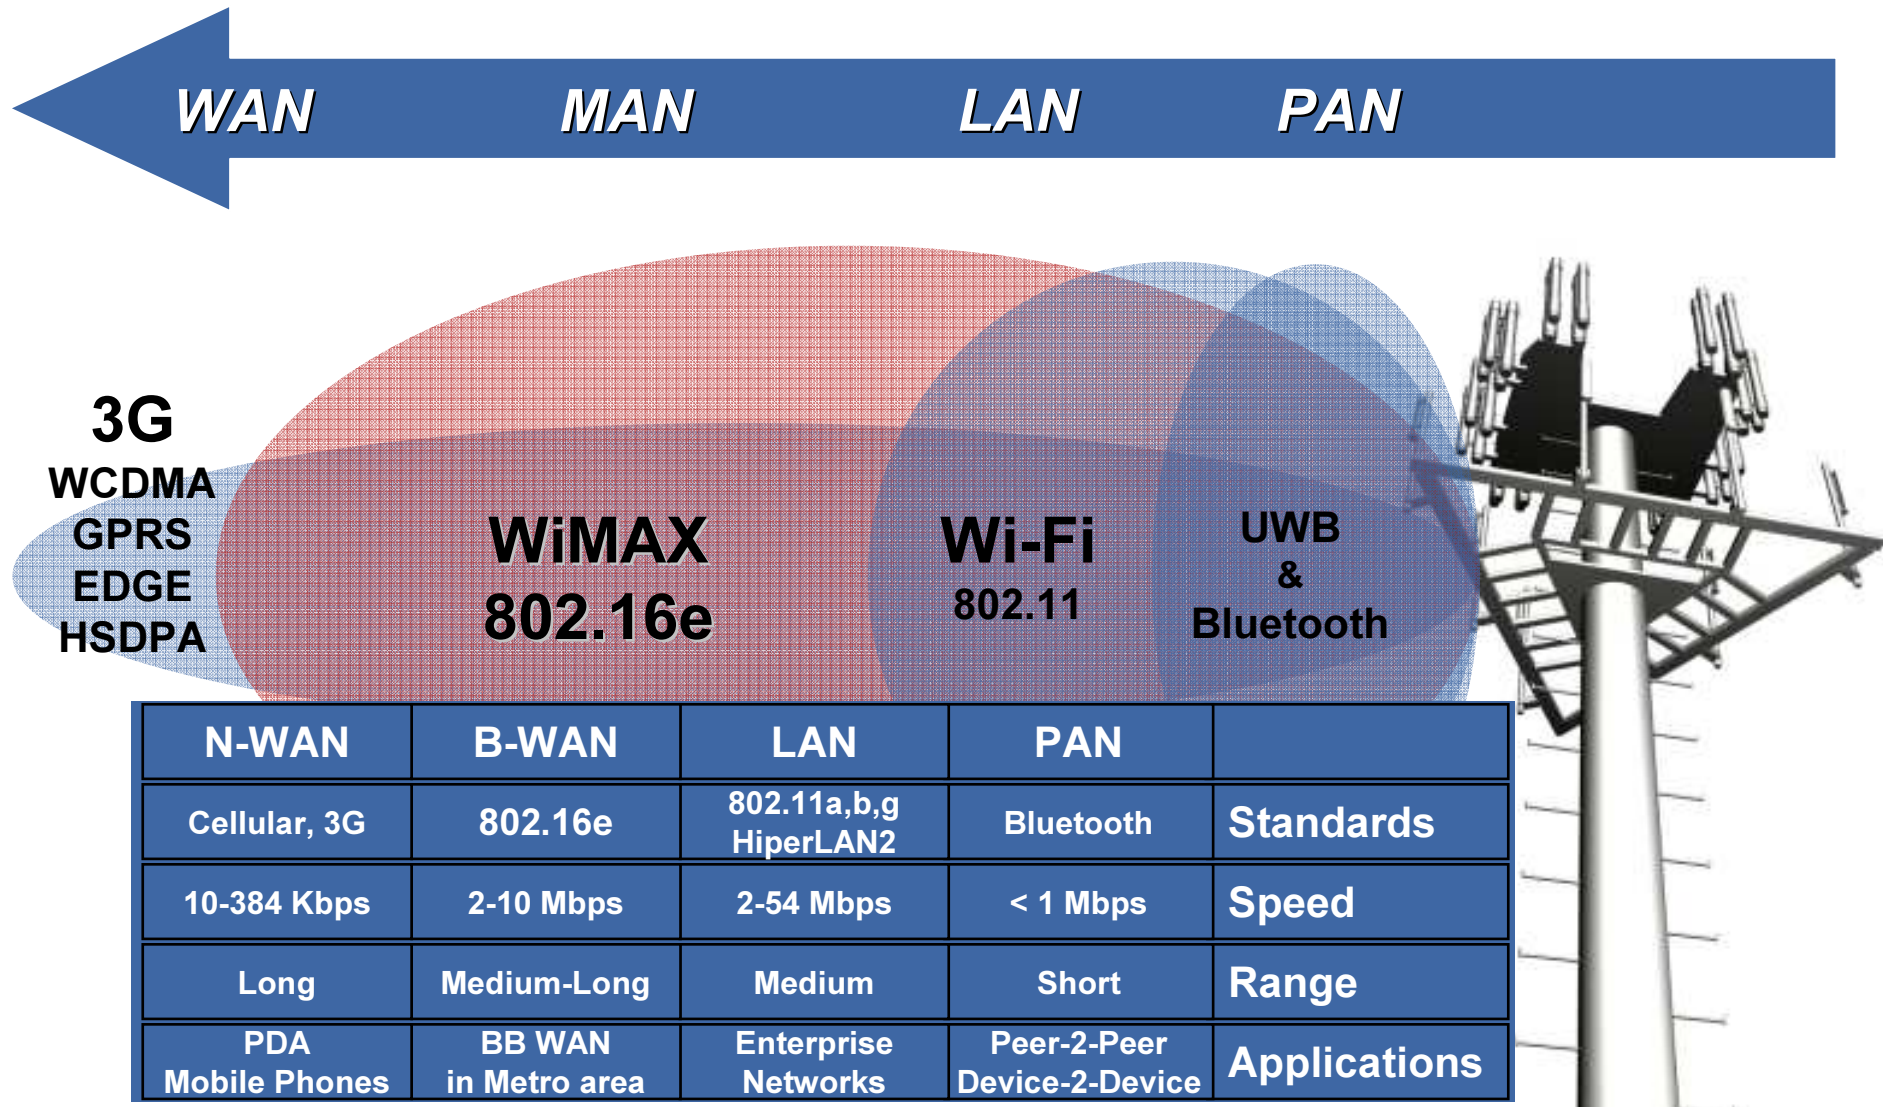 WAN MAN LAN PAN
3G
WCDMA
GPRS
EDGE
HSDPA
WiMAX
802.16e
Wi-Fi
802.11
UWB
&
Bluetooth
N-WAN B-WAN LAN PAN
Cellular, 3G 802.16e 802.11a,b,g HiperLAN2 Bluetooth Standards
10-384 Kbps 2-10 Mbps 2-54 Mbps < 1 Mbps Speed
Long Medium-Long Medium Short Range
PDA BB WAN Enterprise Peer-2-Peer Applications
Mobile Phones in Metro area Networks Device-2-Device